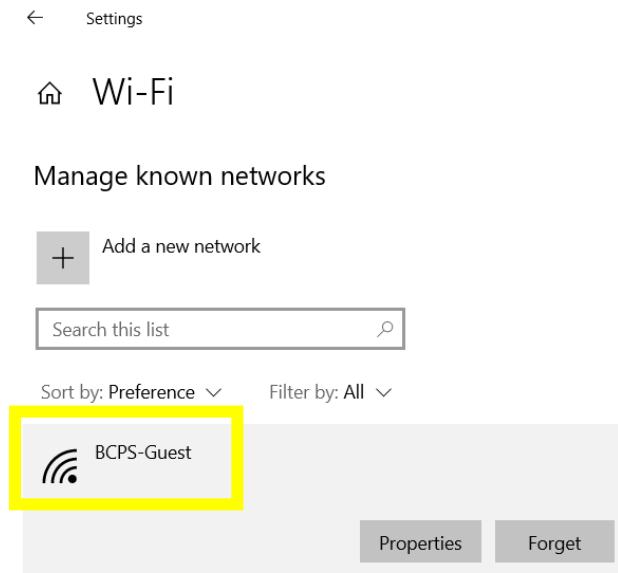 Settings
Wi-Fi
Manage known networks
Add a new network
Search this list
Sort by: Preference Filter by: All
BCPS-Guest
Properties Forget